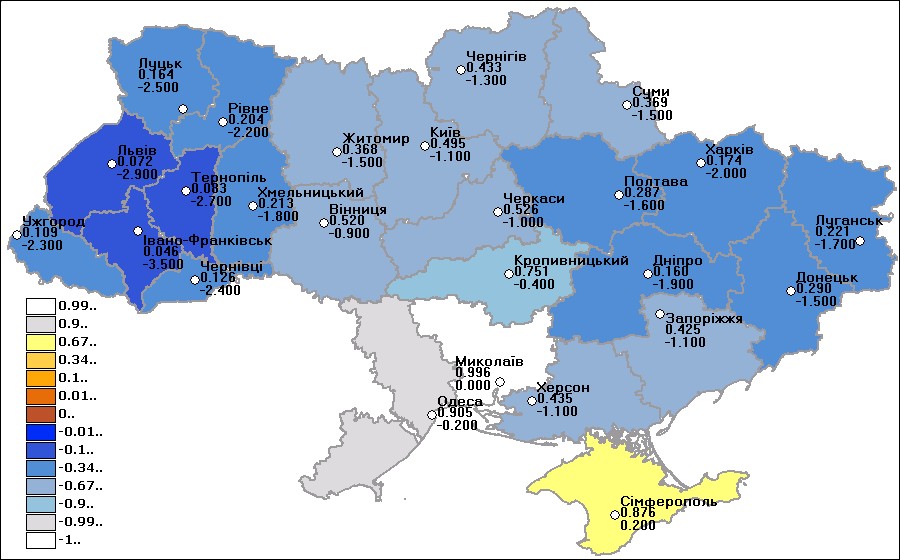 Чернігів
0.433
-1.300
Луцьк
0.164
-2.500
Суми
0.369
-1.500
Рівне
0.204
-2.200
Житомир
0.368
-1.500
Київ
0.495
-1.100
Львів
0.072
-2.900
Харків
0.174
-2.000
Тернопіль
0.083
-2.700
Полтава
0.287
-1.600
Хмельницький
0.213
-1.800
Черкаси
0.526
-1.000
Вінниця
0.520
-0.900
Ужгород
0.109
-2.300
Луганськ
0.221
-1.700
Івано-Франківськ
0.046
-3.500
Кропивницький
0.751
-0.400
Дніпро
0.160
-1.900
Чернівці
0.126
-2.400
Донецьк
0.290
-1.500
Запоріжжя
0.425
-1.100
Миколаїв
0.996
0.000
Херсон
0.435
-1.100
Одеса
0.905
-0.200
Сімферополь
0.876
0.200
0.99..
0.9..
0.67..
0.34..
0.1..
0.01..
0..
-0.01..
-0.1..
-0.34..
-0.67..
-0.9..
-0.99..
-1..